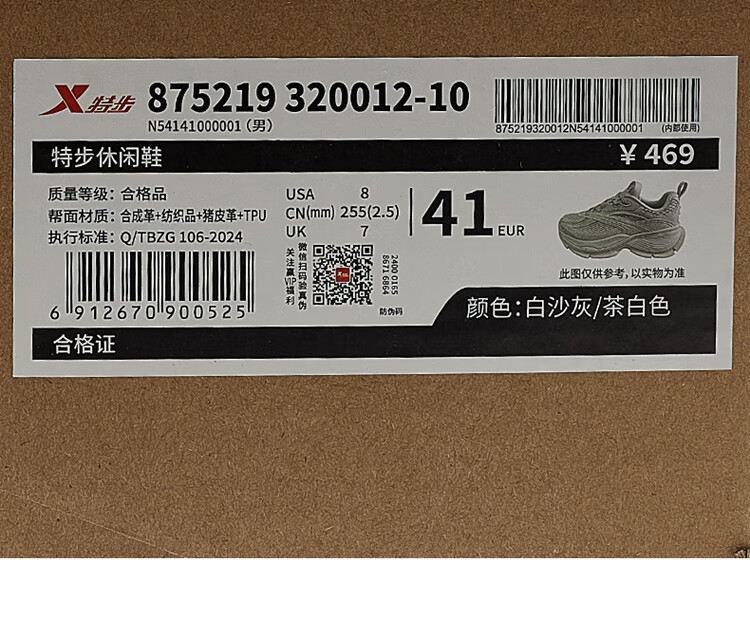 特步 875219 320012-10
N54141000001 (男)
875219320012N54141000001 (内部使用)
特步休闲鞋 ¥ 469
质量等级: 合格品
帮面材质: 合成革+纺织品+猪皮革+TPU
执行标准: Q/TBZG 106-2024
6 912670 900525
USA 8
CN(mm) 255(2.5)
UK 7
微信扫码验真伪
关注赢VIP福利
2400 0165
8671 6864
防伪码
41 EUR
此图仅供参考,以实物为准
颜色:白沙灰/茶白色
合格证